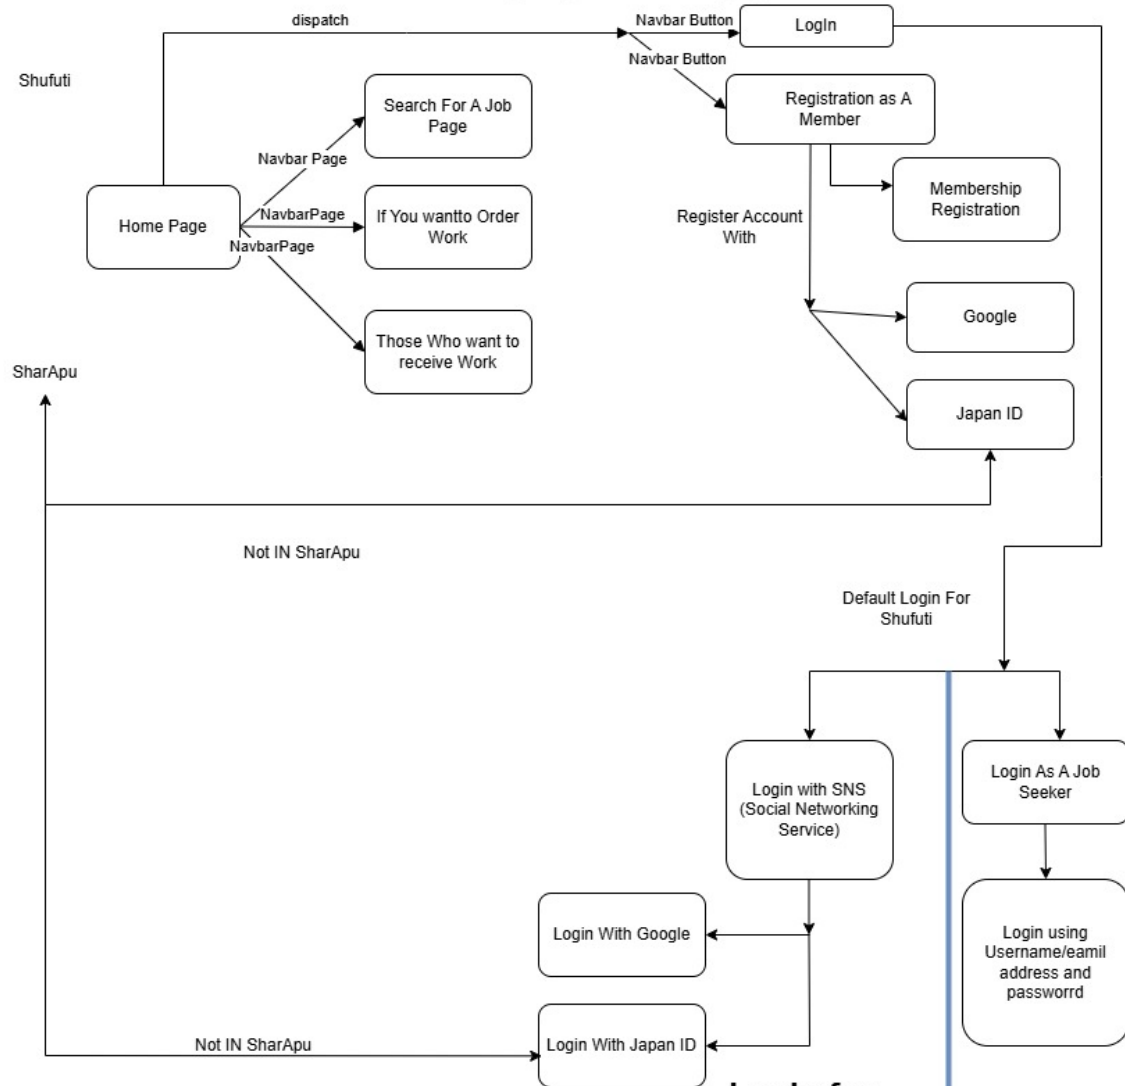 dispatch
Navbar Button
LogIn
Navbar Button
Shufuti
Search For A Job
Page
Registration as A
Member
Navbar Page
Membership
Registration
Home Page
NavbarPage
If You wantto Order
Work
Register Account
With
NavbarPage
Google
Those Who want to
receive Work
SharApu
Japan ID
Not IN SharApu
Default Login For
Shufuti
Login with SNS
(Social Networking
Service)
Login As A Job
Seeker
Login With Google
Login using
Username/eamil
address and
passworrd
Not IN SharApu
Login With Japan ID